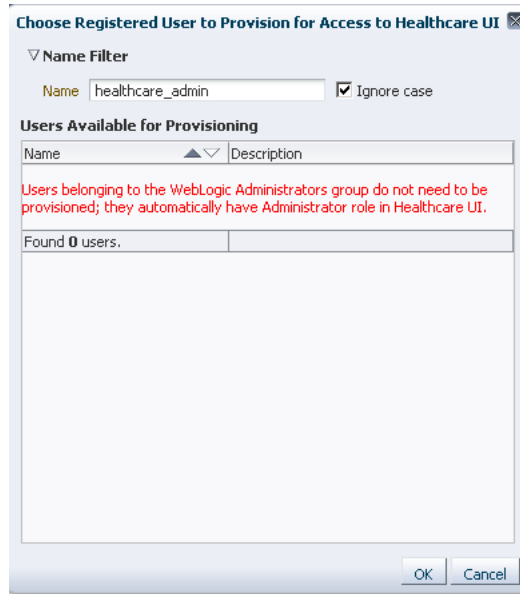 Choose Registered User to Provision for Access to Healthcare UI
Name Filter
Name healthcare_admin Ignore case
Users Available for Provisioning
Name Description
Users belonging to the WebLogic Administrators group do not need to be
provisioned; they automatically have Administrator role in Healthcare UI.
Found 0 users.
OK Cancel